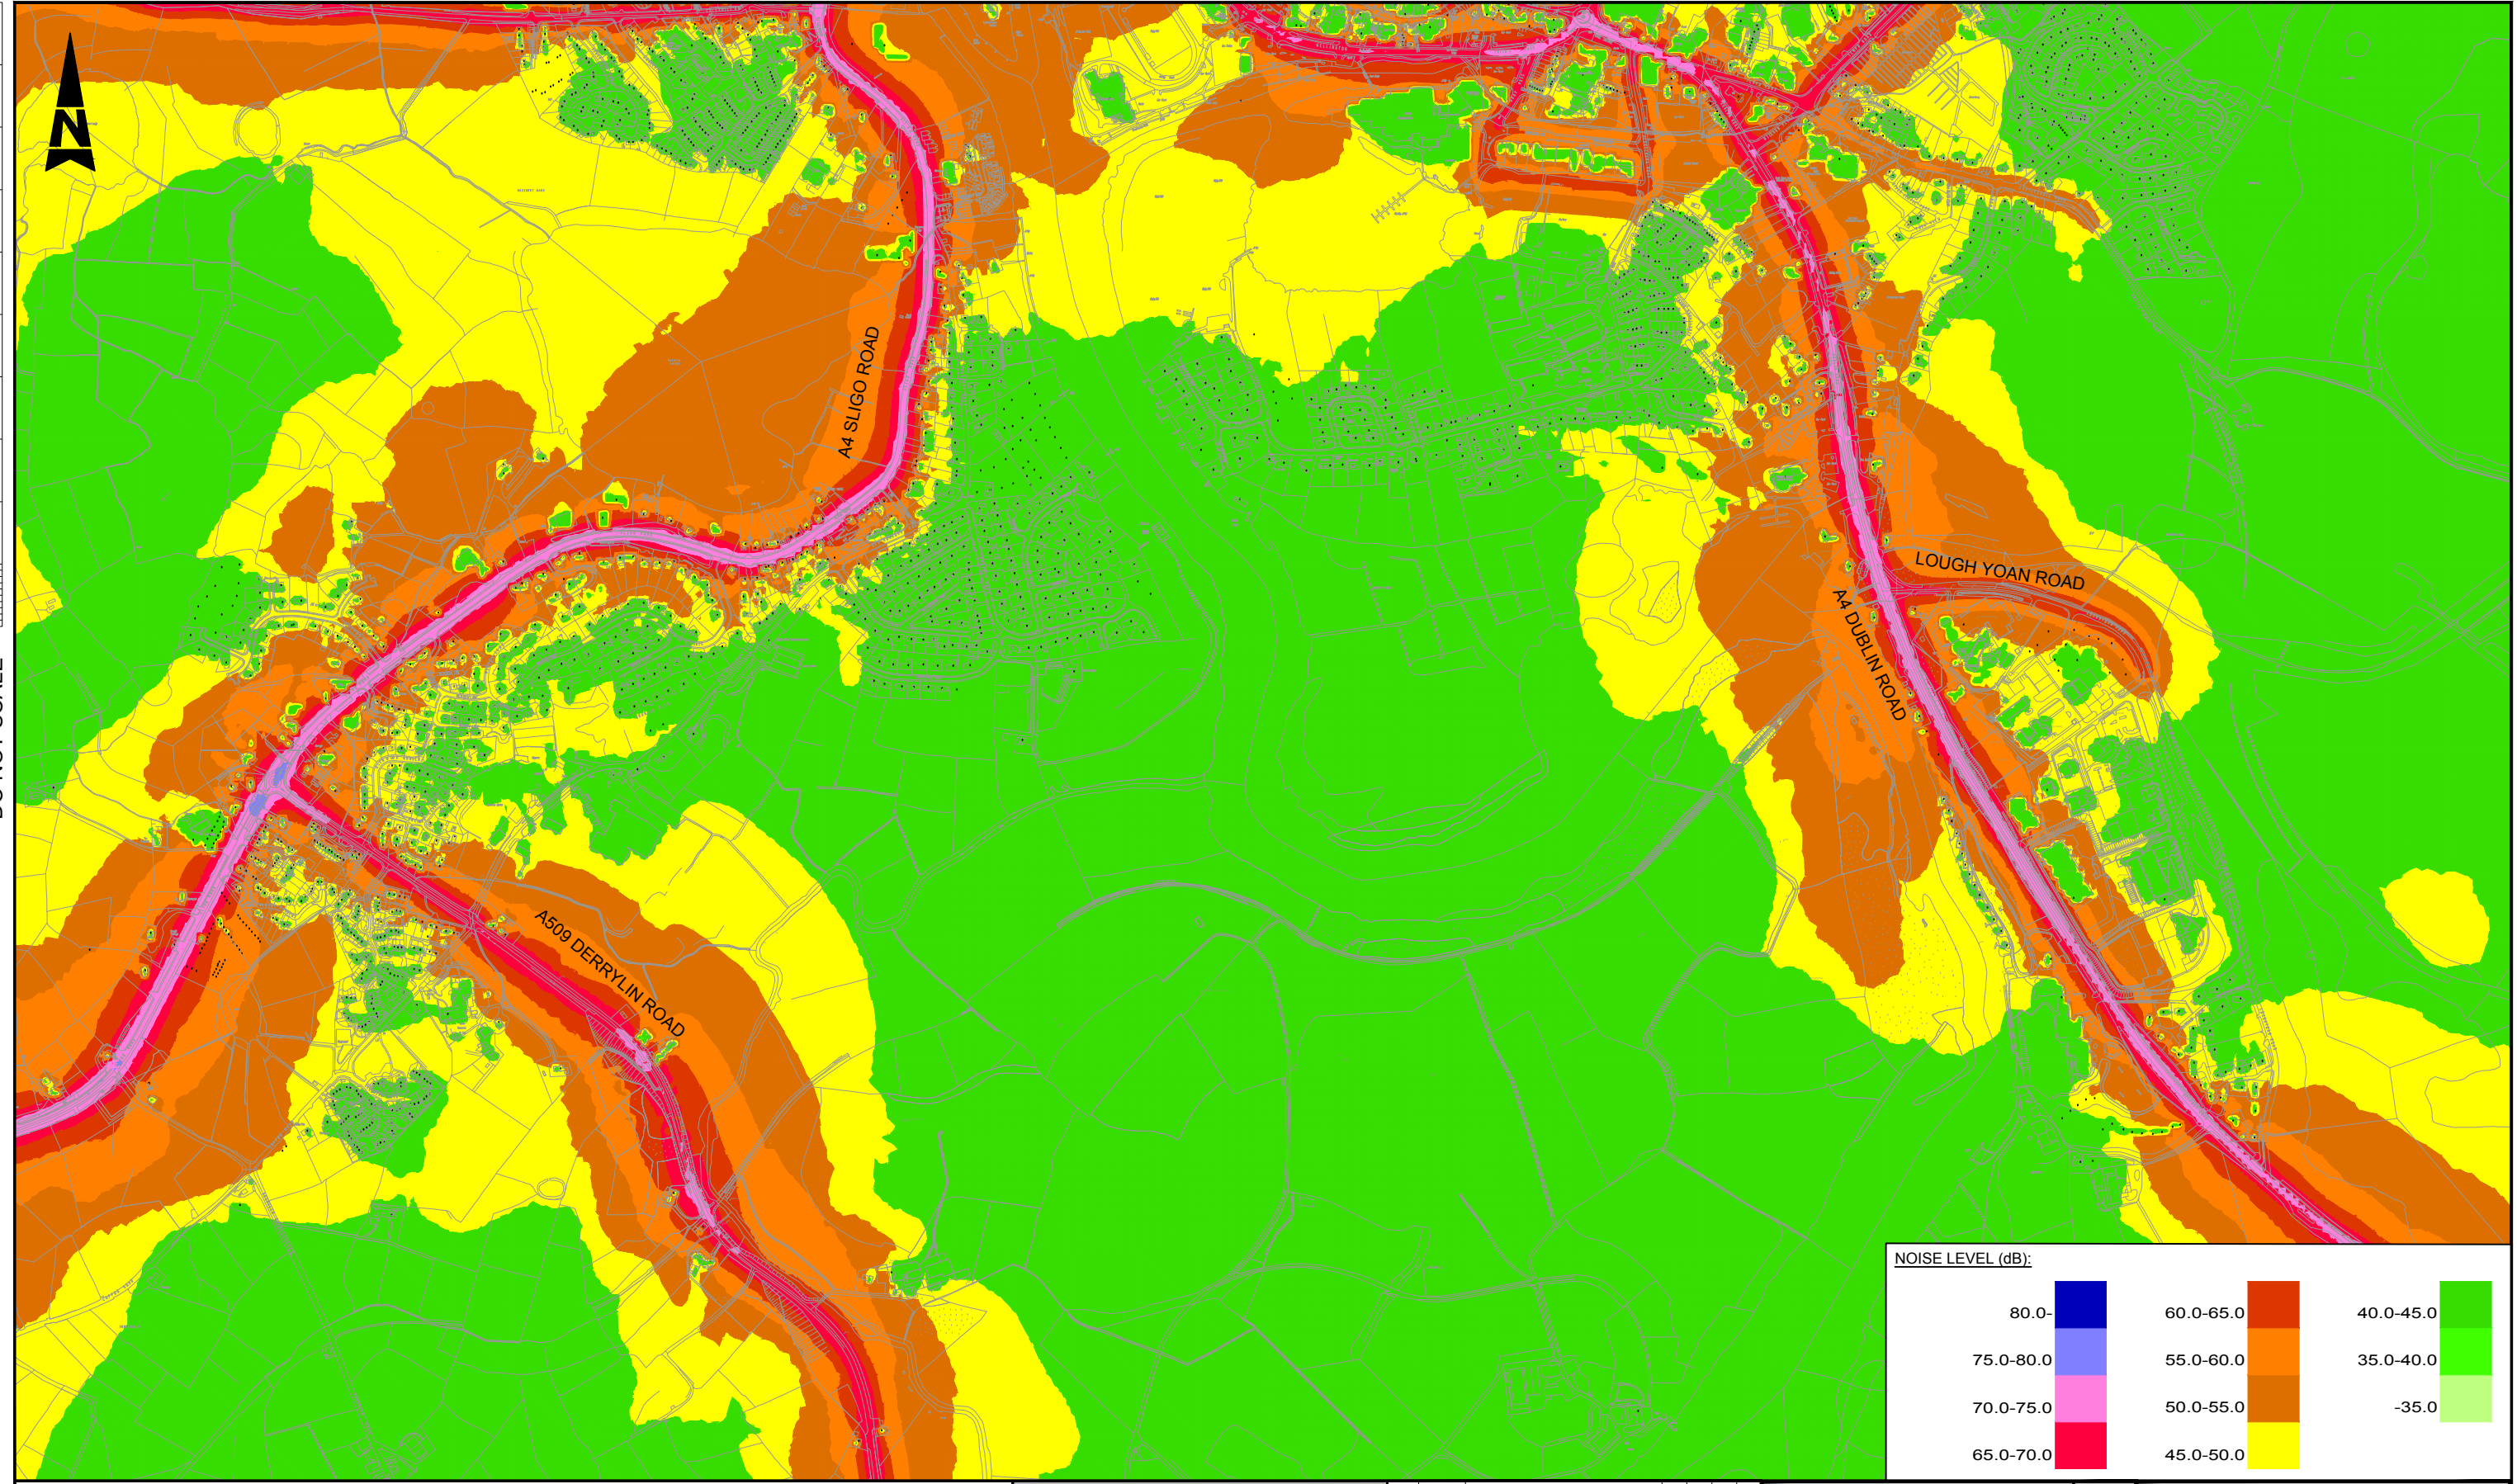 N
A4 SLIGO ROAD
LOUGH YOAN ROAD
A4 DUBLIN ROAD
A509 DERRYLIN ROAD
NOISE LEVEL (dB):
80.0-
75.0-80.0
70.0-75.0
65.0-70.0
60.0-65.0
55.0-60.0
50.0-55.0
45.0-50.0
40.0-45.0
35.0-40.0
-35.0